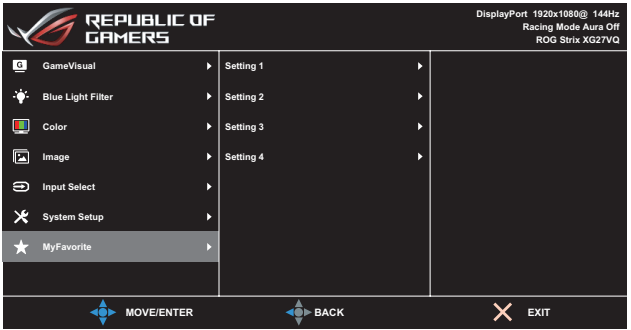 REPUBLIC OF
GAMERS
DisplayPort 1920x1080@ 144Hz
Racing Mode Aura Off
ROG Strix XG27VQ
G
GameVisual
Blue Light Filter
Color
Image
Input Select
System Setup
MyFavorite
Setting 1
Setting 2
Setting 3
Setting 4
MOVE/ENTER
BACK
EXIT